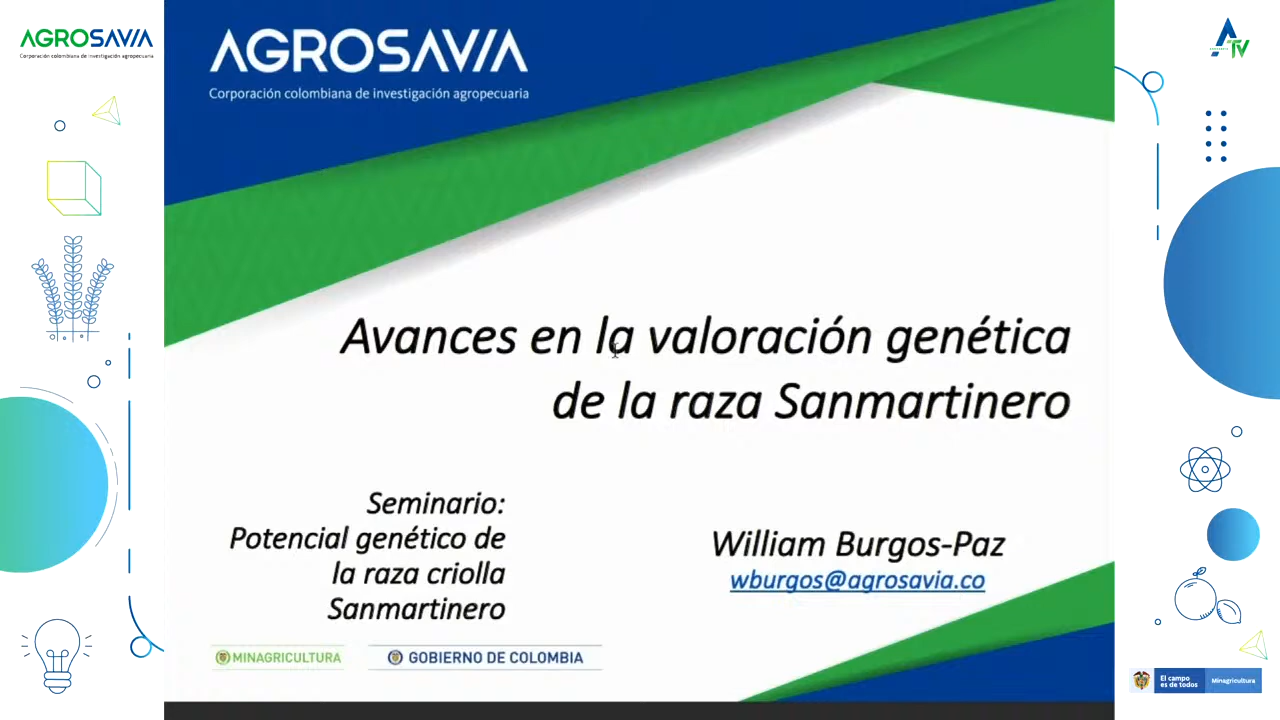 AGROSAVIA
Corporación colombiana de investigación agropecuaria
AGROSAVIA
Corporación colombiana de investigación agropecuaria
ATV
Avances en la valoración genética
de la raza Sanmartinero
Seminario:
Potencial genético de
la raza criolla
Sanmartinero
William Burgos-Paz
wburgos@agrosavia.co
MINAGRICULTURA
GOBIERNO DE COLOMBIA
El campo
es de todos
Minagricultura